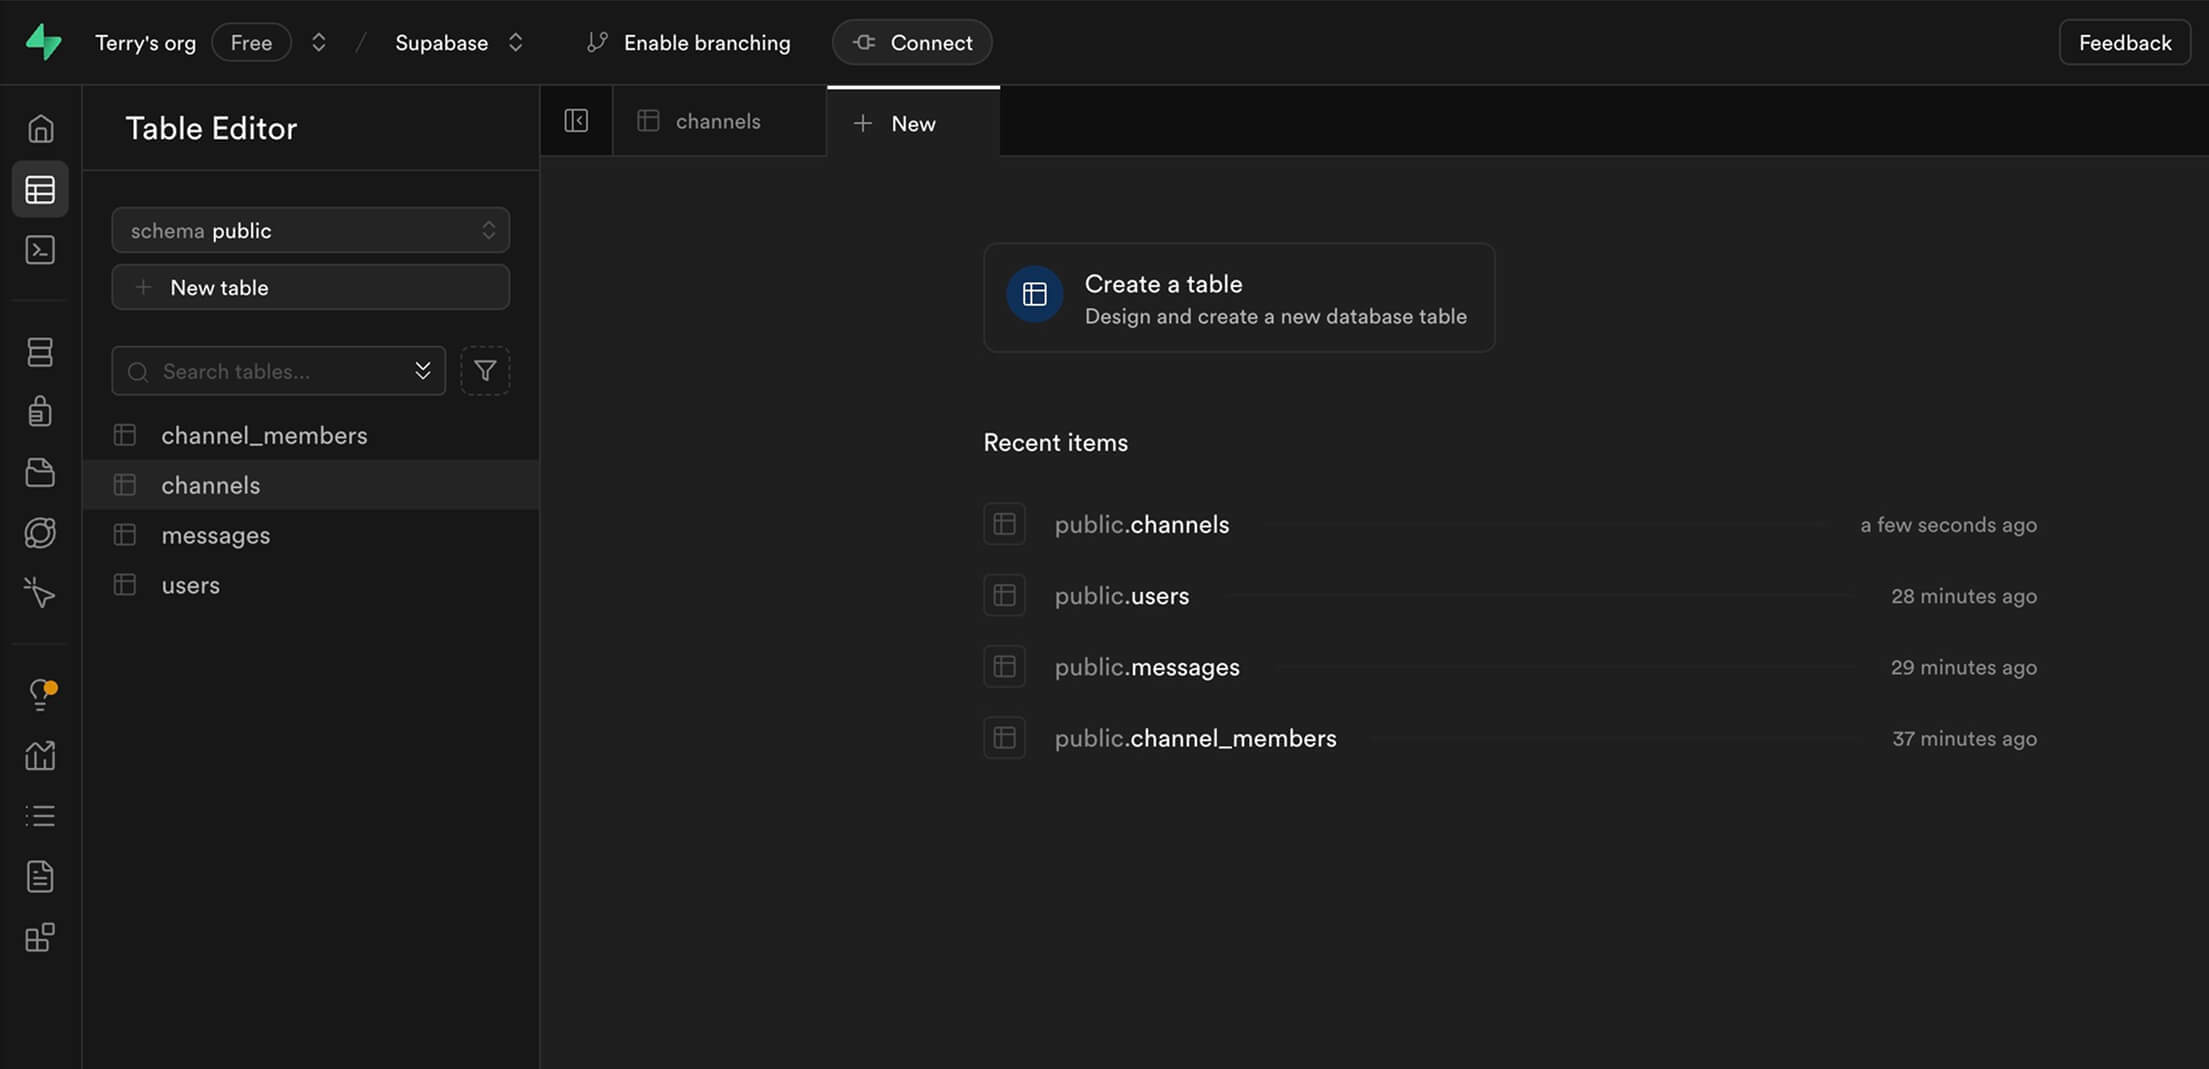 Terry's org Free / Supabase Enable branching Connect Feedback
Table Editor
schema public
New table
Search tables...
channel_members
channels
messages
users
channels
New
Create a table
Design and create a new database table
Recent items
public.channels a few seconds ago
public.users 28 minutes ago
public.messages 29 minutes ago
public.channel_members 37 minutes ago